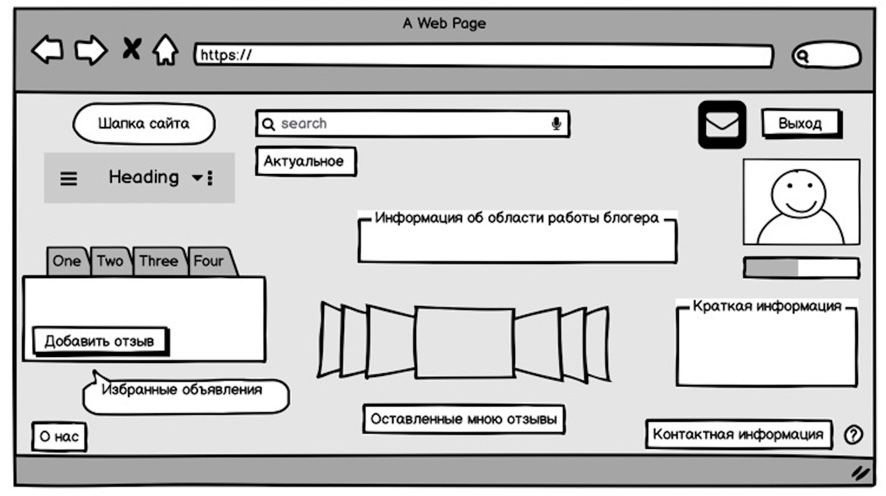 A Web Page
https://
Шапка сайта
search
Выход
Актуальное
Heading
Информация об области работы блогера
One Two Three Four
Краткая информация
Добавить отзыв
Избранные объявления
Оставленные мною отзывы
О нас
Контактная информация
?